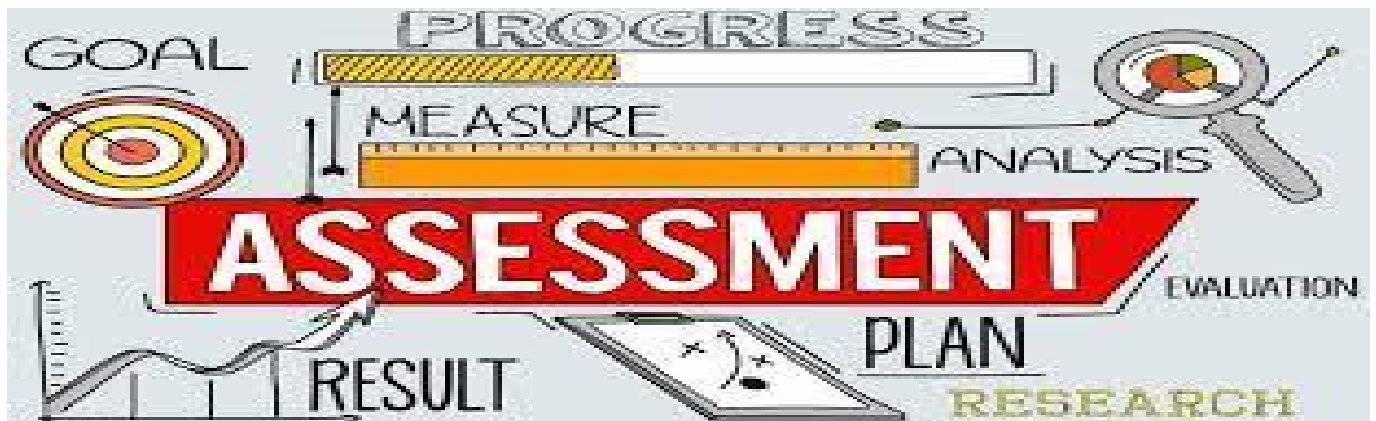 PROGRESS
GOAL
MEASURE
ANALYSIS
ASSESSMENT
EVALUATION
PLAN
RESULT
RESEARCH